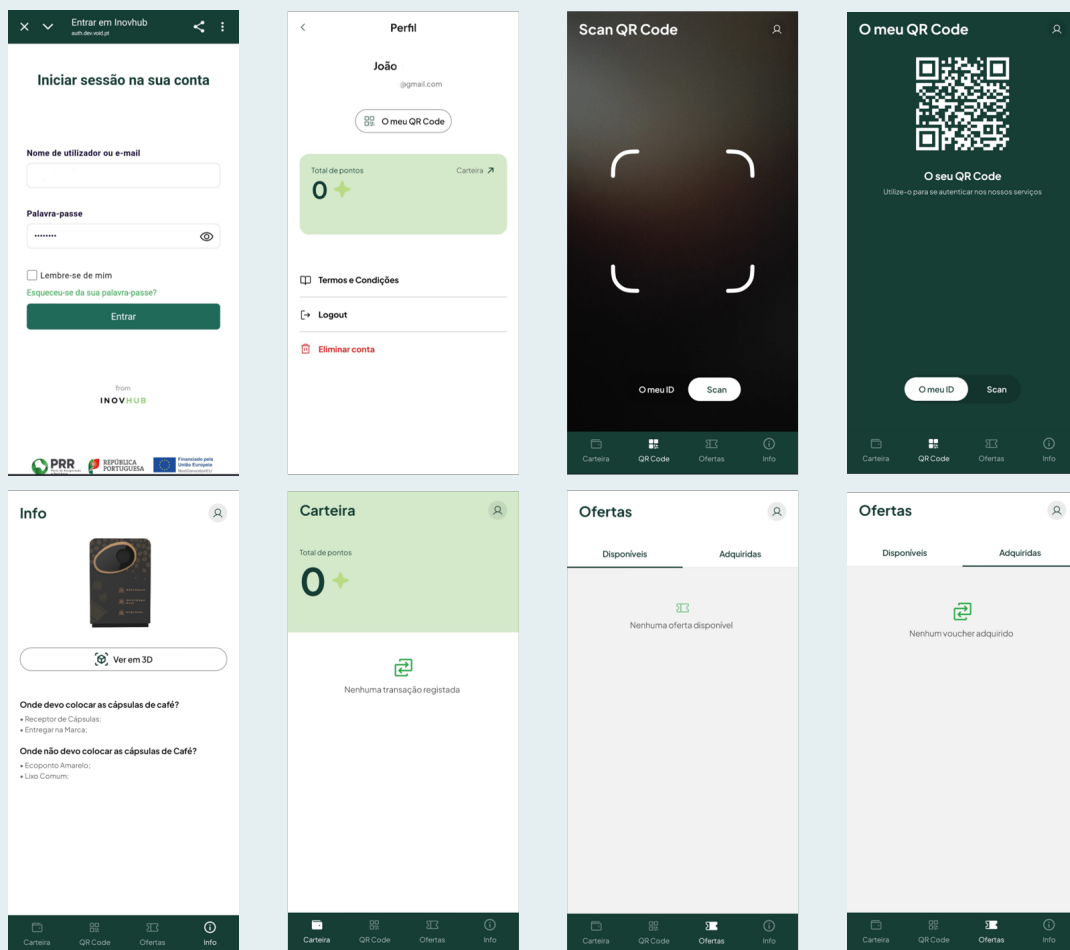 Entrar em Inovhub
auth.dev.void.pt
Iniciar sessão na sua conta
Nome de utilizador ou e-mail
Palavra-passe
••••••••
Lembre-se de mim
Esqueceu-se da sua palavra-passe?
Entrar
from
INOVHUB
PRR
REPÚBLICA
PORTUGUESA
Financiado pela
União Europeia
NextGenerationEU
Perfil
João
@gmail.com
O meu QR Code
Total de pontos
Carteira
0
Termos e Condições
Logout
Eliminar conta
Scan QR Code
O meu ID
Scan
Carteira
QR Code
Ofertas
Info
O meu QR Code
O seu QR Code
Utilize-o para se autenticar nos nossos serviços
O meu ID
Scan
Carteira
QR Code
Ofertas
Info
Info
Ver em 3D
Onde devo colocar as cápsulas de café?
• Receptor de Cápsulas;
• Entregar na Marca;
Onde não devo colocar as cápsulas de Café?
• Ecoponto Amarelo;
• Lixo Comum;
Carteira
QR Code
Ofertas
Info
Carteira
Total de pontos
0
Nenhuma transação registada
Carteira
QR Code
Ofertas
Info
Ofertas
Disponíveis
Adquiridas
Nenhuma oferta disponível
Carteira
QR Code
Ofertas
Info
Ofertas
Disponíveis
Adquiridas
Nenhum voucher adquirido
Carteira
QR Code
Ofertas
Info